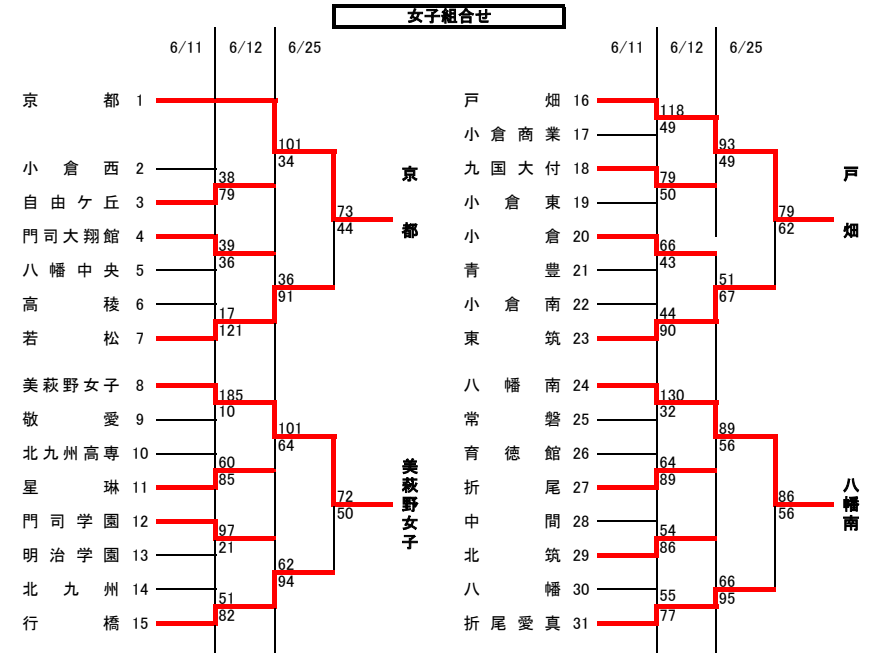 女子組合せ
6/11 6/12 6/25
京都 1
小倉西 2
自由ケ丘 3
門司大翔館 4
八幡中央 5
高稜 6
若松 7
美萩野女子 8
敬愛 9
北九州高専 10
星琳 11
門司学園 12
明治学園 13
北九州 14
行橋 15
38
79
39
36
17
121
185
10
60
85
97
21
51
82
101
34
36
91
101
64
62
94
73
44
72
50
京都
美萩野女子
6/11 6/12 6/25
戸畑 16
小倉商業 17
九国大付 18
小倉東 19
小倉 20
青豊 21
小倉南 22
東筑 23
八幡南 24
常磐 25
育徳館 26
折尾 27
中間 28
北筑 29
八幡 30
折尾愛真 31
118
49
79
50
66
43
44
90
130
32
64
89
54
86
55
77
93
49
51
67
89
56
66
95
79
62
86
56
戸畑
八幡南